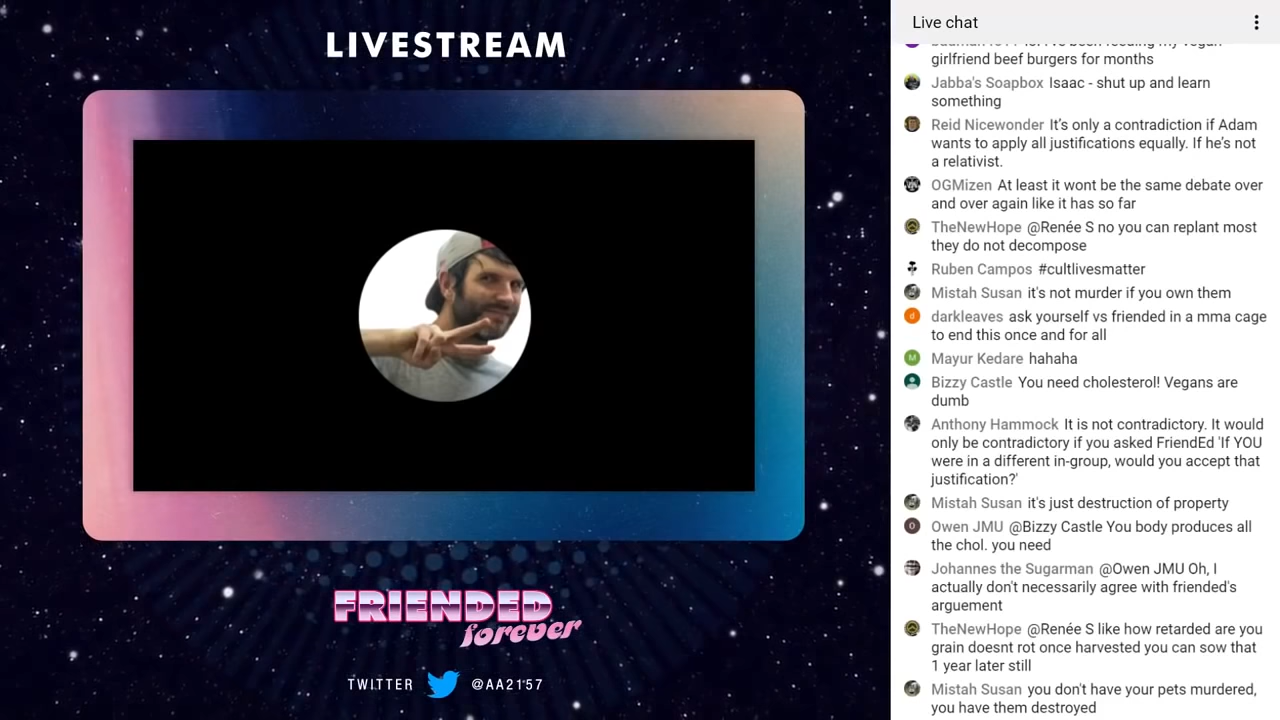 LIVESTREAM
FRIENDED
forever
TWITTER @AA2157
Live chat
girlfriend beef burgers for months
Jabba's Soapbox Isaac - shut up and learn
something
Reid Nicewonder It's only a contradiction if Adam
wants to apply all justifications equally. If he's not
a relativist.
OGMizen At least it wont be the same debate over
and over again like it has so far
TheNewHope @Renée S no you can replant most
they do not decompose
Ruben Campos #cultlivesmatter
Mistah Susan it's not murder if you own them
d darkleaves ask yourself vs friended in a mma cage
to end this once and for all
M Mayur Kedare hahaha
Bizzy Castle You need cholesterol! Vegans are
dumb
Anthony Hammock It is not contradictory. It would
only be contradictory if you asked FriendEd 'If YOU
were in a different in-group, would you accept that
justification?'
Mistah Susan it's just destruction of property
O Owen JMU @Bizzy Castle You body produces all
the chol. you need
Johannes the Sugarman @Owen JMU Oh, I
actually don't necessarily agree with friended's
arguement
TheNewHope @Renée S like how retarded are you
grain doesnt rot once harvested you can sow that
1 year later still
Mistah Susan you don't have your pets murdered,
you have them destroyed